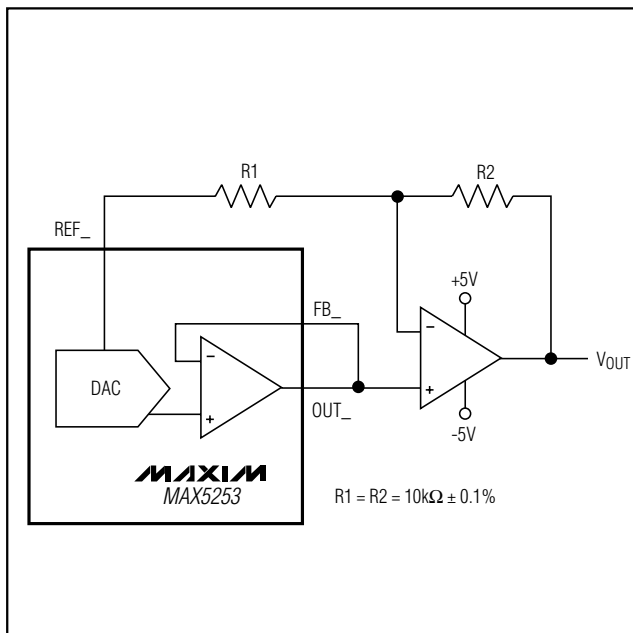 R1
R2
REF_
+5V
FB_
−
−
VOUT
DAC
+
+
OUT_
-5V
MAXIM
MAX5253
R1 = R2 = 10kΩ ± 0.1%